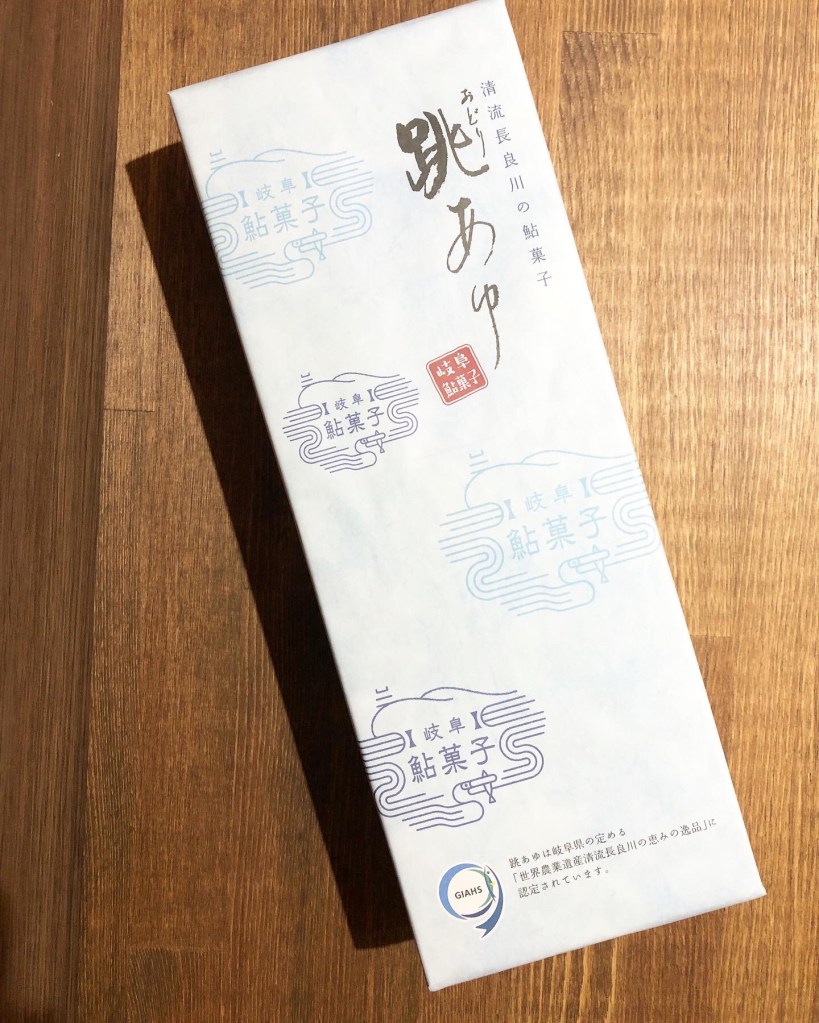 清流長良川の鮎菓子
おどり
跳あゆ
岐阜
鮎菓子
岐阜
鮎菓子
岐阜
鮎菓子
岐阜
鮎菓子
岐阜
鮎菓子
跳あゆは岐阜県の定める
「世界農業遺産清流長良川の恵みの逸品」に
認定されています。
GIAHS